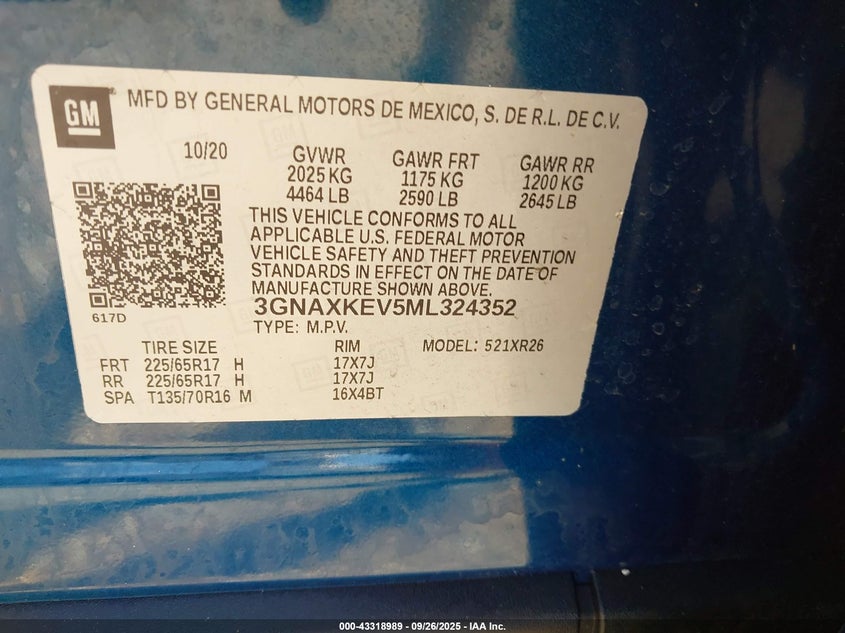 GM
MFD BY GENERAL MOTORS DE MEXICO, S. DE R.L. DE C.V.
10/20 GVWR GAWR FRT GAWR RR
2025 KG 1175 KG 1200 KG
4464 LB 2590 LB 2645 LB
THIS VEHICLE CONFORMS TO ALL
APPLICABLE U.S. FEDERAL MOTOR
VEHICLE SAFETY AND THEFT PREVENTION
STANDARDS IN EFFECT ON THE DATE OF
MANUFACTURE SHOWN ABOVE.
3GNAXKEV5ML324352
617D
TYPE: M.P.V.
TIRE SIZE RIM MODEL: 521XR26
FRT 225/65R17 H 17X7J
RR 225/65R17 H 17X7J
SPA T135/70R16 M 16X4BT
000-43318989 - 09/26/2025 - IAA Inc.